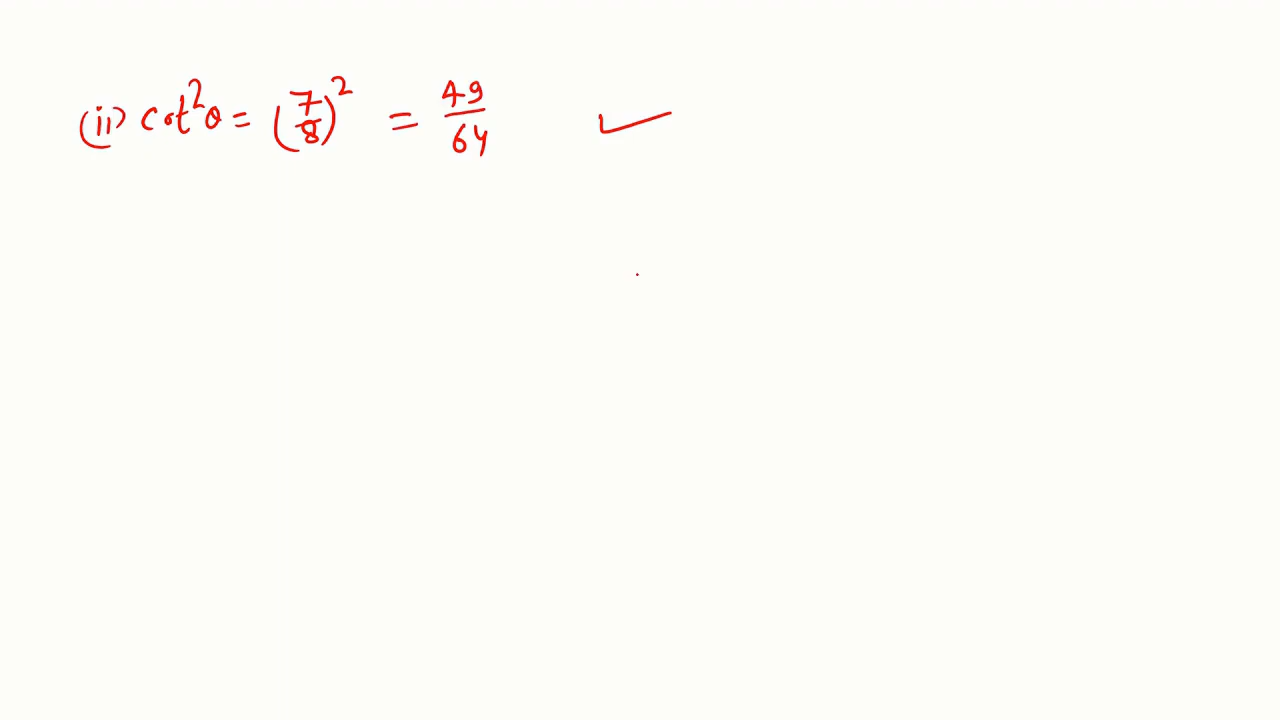 (ii) cot²θ = (7/8)² = 49/64 ✓